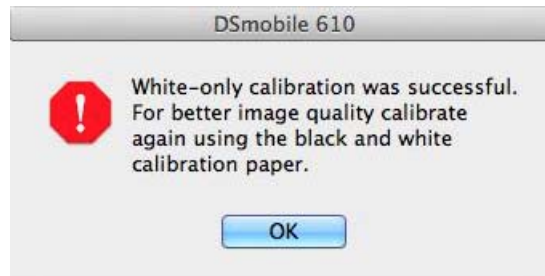 DSmobile 610
White-only calibration was successful.
For better image quality calibrate
again using the black and white
calibration paper.
OK